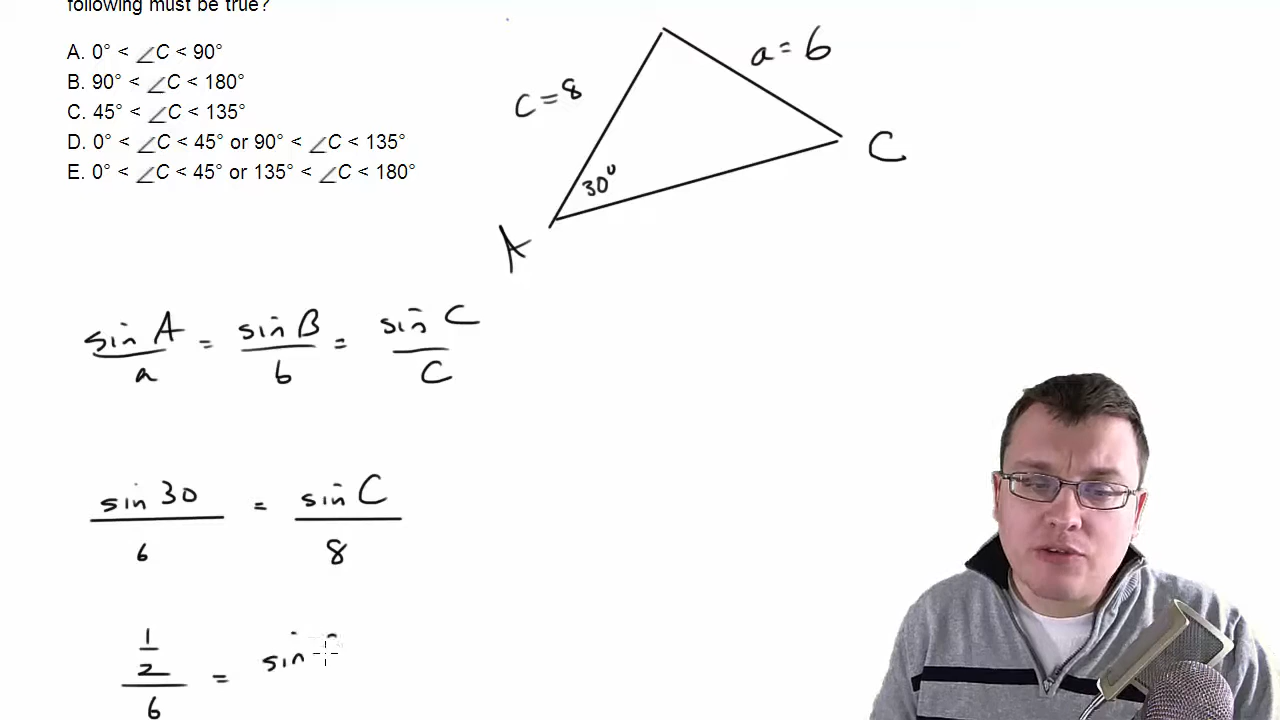 following must be true?
A. 0° < ∠C < 90°
B. 90° < ∠C < 180°
C. 45° < ∠C < 135°
D. 0° < ∠C < 45° or 90° < ∠C < 135°
E. 0° < ∠C < 45° or 135° < ∠C < 180°
a = 6
c = 8
C
30°
A
sin A / a = sin B / b = sin C / c
sin 30 / 6 = sin C / 8
1/2 / 6 = sin